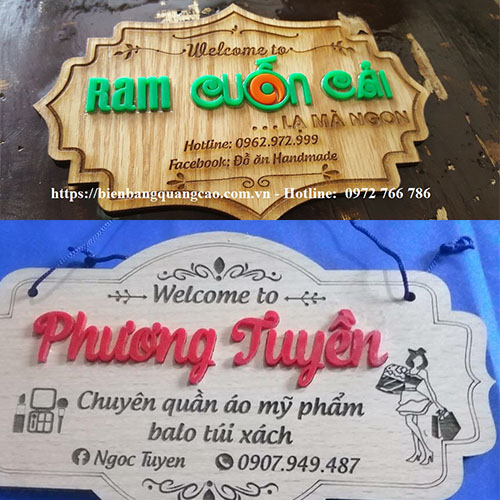 Welcome to
Ram CUỐN CẢI
...LẠ MÀ NGON
Hotline: 0962.972.999
Facebook: Đồ ăn Handmade
https://bienbangquangcao.com.vn - Hotline: 0972 766 786
Welcome to
Phương Tuyền
Chuyên quần áo mỹ phẩm
balo túi xách
Ngoc Tuyen 0907.949.487